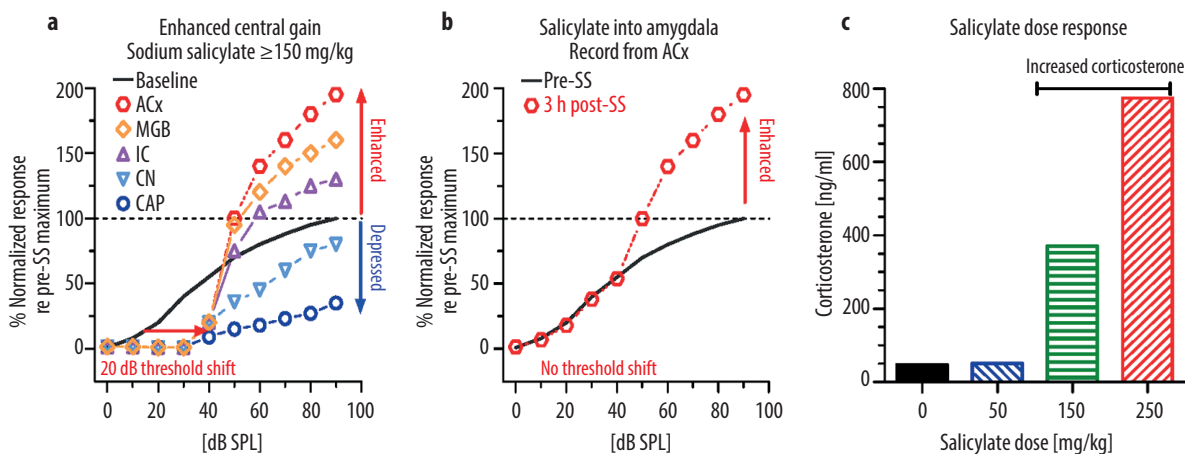 a
Enhanced central gain
Sodium salicylate ≥150 mg/kg
Baseline
ACx
MGB
IC
CN
CAP
200
150
100
50
0
% Normalized response
re pre-SS maximum
Enhanced
Depressed
20 dB threshold shift
0 20 40 60 80 100
[dB SPL]
b
Salicylate into amygdala
Record from ACx
Pre-SS
3 h post-SS
200
150
100
50
0
% Normalized response
re pre-SS maximum
Enhanced
No threshold shift
0 20 40 60 80 100
[dB SPL]
c
Salicylate dose response
Increased corticosterone
800
600
400
200
0
Corticosterone [ng/ml]
0 50 150 250
Salicylate dose [mg/kg]